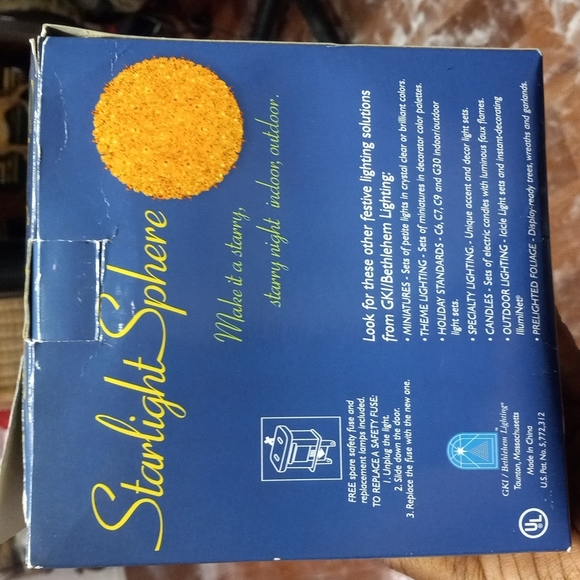 Starlight Sphere
Make it a starry,
starry night indoor, outdoor.
FREE spare safety fuse and
replacement lamps included.
TO REPLACE A SAFETY FUSE:
1. Unplug the light.
2. Slide down the door.
3. Replace the fuse with the new one.
Look for these other festive lighting solutions
from GKI/Bethlehem Lighting:
• MINIATURES - Sets of petite lights in crystal clear or brilliant colors.
• THEME LIGHTING - Sets of miniatures in decorator color palettes.
• HOLIDAY STANDARDS - C6, C7, C9 and G30 indoor/outdoor
light sets.
• SPECIALTY LIGHTING - Unique accent and decor light sets.
• CANDLES - Sets of electric candles with luminous faux flames.
• OUTDOOR LIGHTING - Icicle Light sets and instant-decorating
IllumiNet®
• PRELIGHTED FOLIAGE - Display-ready trees, wreaths and garlands.
GKI / Bethlehem Lighting®
Taunton, Massachusetts
Made In China
U.S. Pat. No. 5,772,312
UL